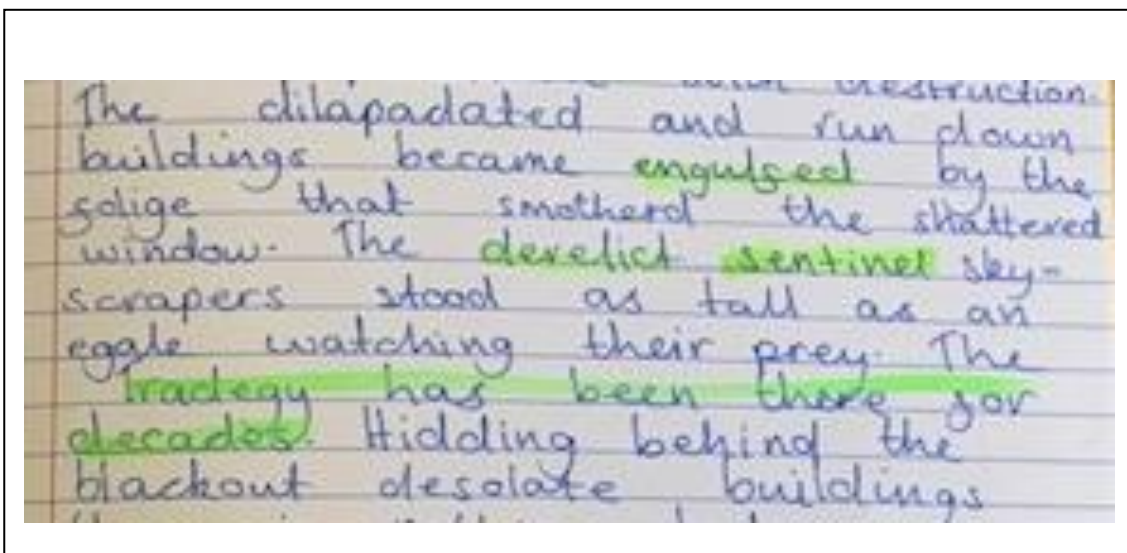 destruction.
The dilapadated and run down
buildings became engulfed by the
folige that smotherd the shattered
window. The derelict sentinel sky-
scrapers stood as tall as an
eggle watching their prey. The
tradegy has been there for
decades. Hidding behind the
blackout desolate buildings